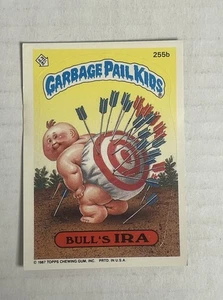 255b
GARBAGE PAIL KIDS
BULL'S IRA
© 1987 TOPPS CHEWING GUM, INC. PRTD. IN U.S.A.